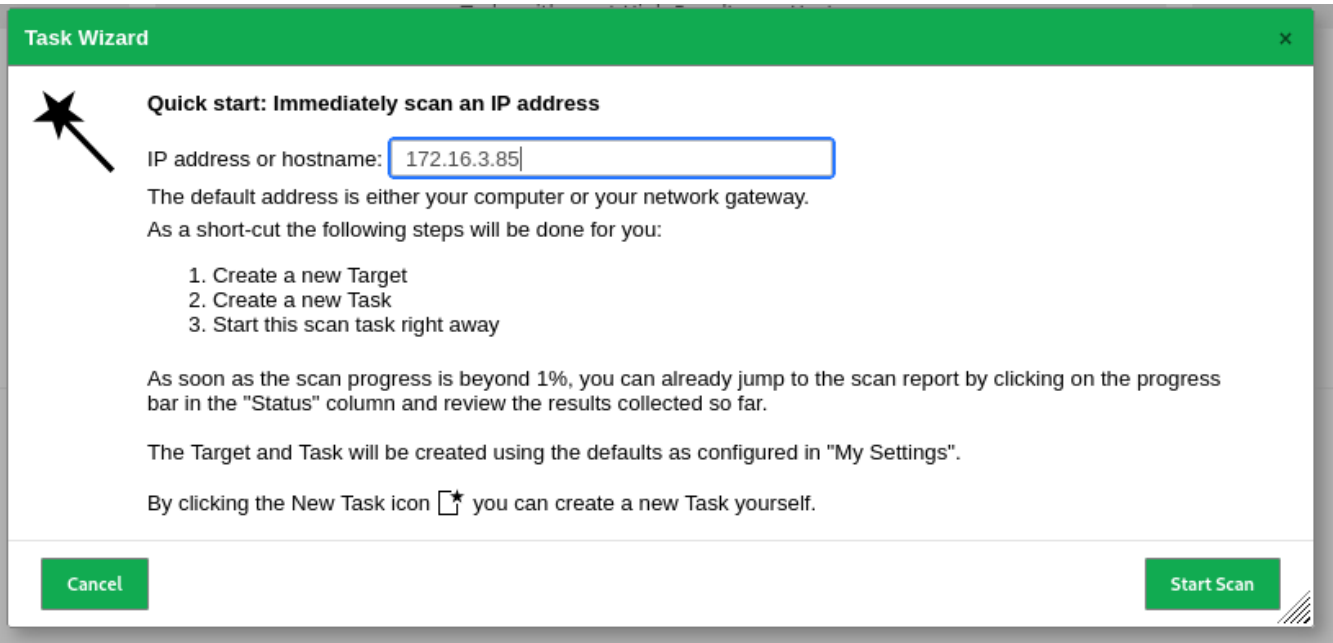 Task Wizard
×
Quick start: Immediately scan an IP address
IP address or hostname: 172.16.3.85
The default address is either your computer or your network gateway.
As a short-cut the following steps will be done for you:
1. Create a new Target
2. Create a new Task
3. Start this scan task right away
As soon as the scan progress is beyond 1%, you can already jump to the scan report by clicking on the progress
bar in the "Status" column and review the results collected so far.
The Target and Task will be created using the defaults as configured in "My Settings".
By clicking the New Task icon you can create a new Task yourself.
Cancel
Start Scan